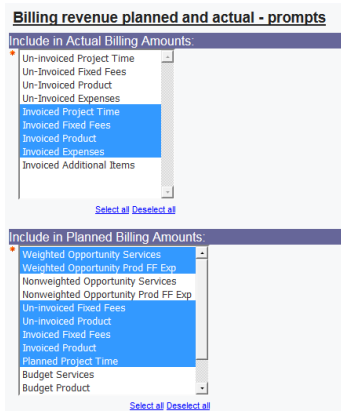 Billing revenue planned and actual - prompts
Include in Actual Billing Amounts:
*
Un-invoiced Project Time
Un-Invoiced Fixed Fees
Un-Invoiced Product
Un-Invoiced Expenses
Invoiced Project Time
Invoiced Fixed Fees
Invoiced Product
Invoiced Expenses
Invoiced Additional Items
Select all Deselect all
Include in Planned Billing Amounts:
*
Weighted Opportunity Services
Weighted Opportunity Prod FF Exp
Nonweighted Opportunity Services
Nonweighted Opportunity Prod FF Exp
Un-invoiced Fixed Fees
Un-invoiced Product
Invoiced Fixed Fees
Invoiced Product
Planned Project Time
Budget Services
Budget Product
Select all Deselect all